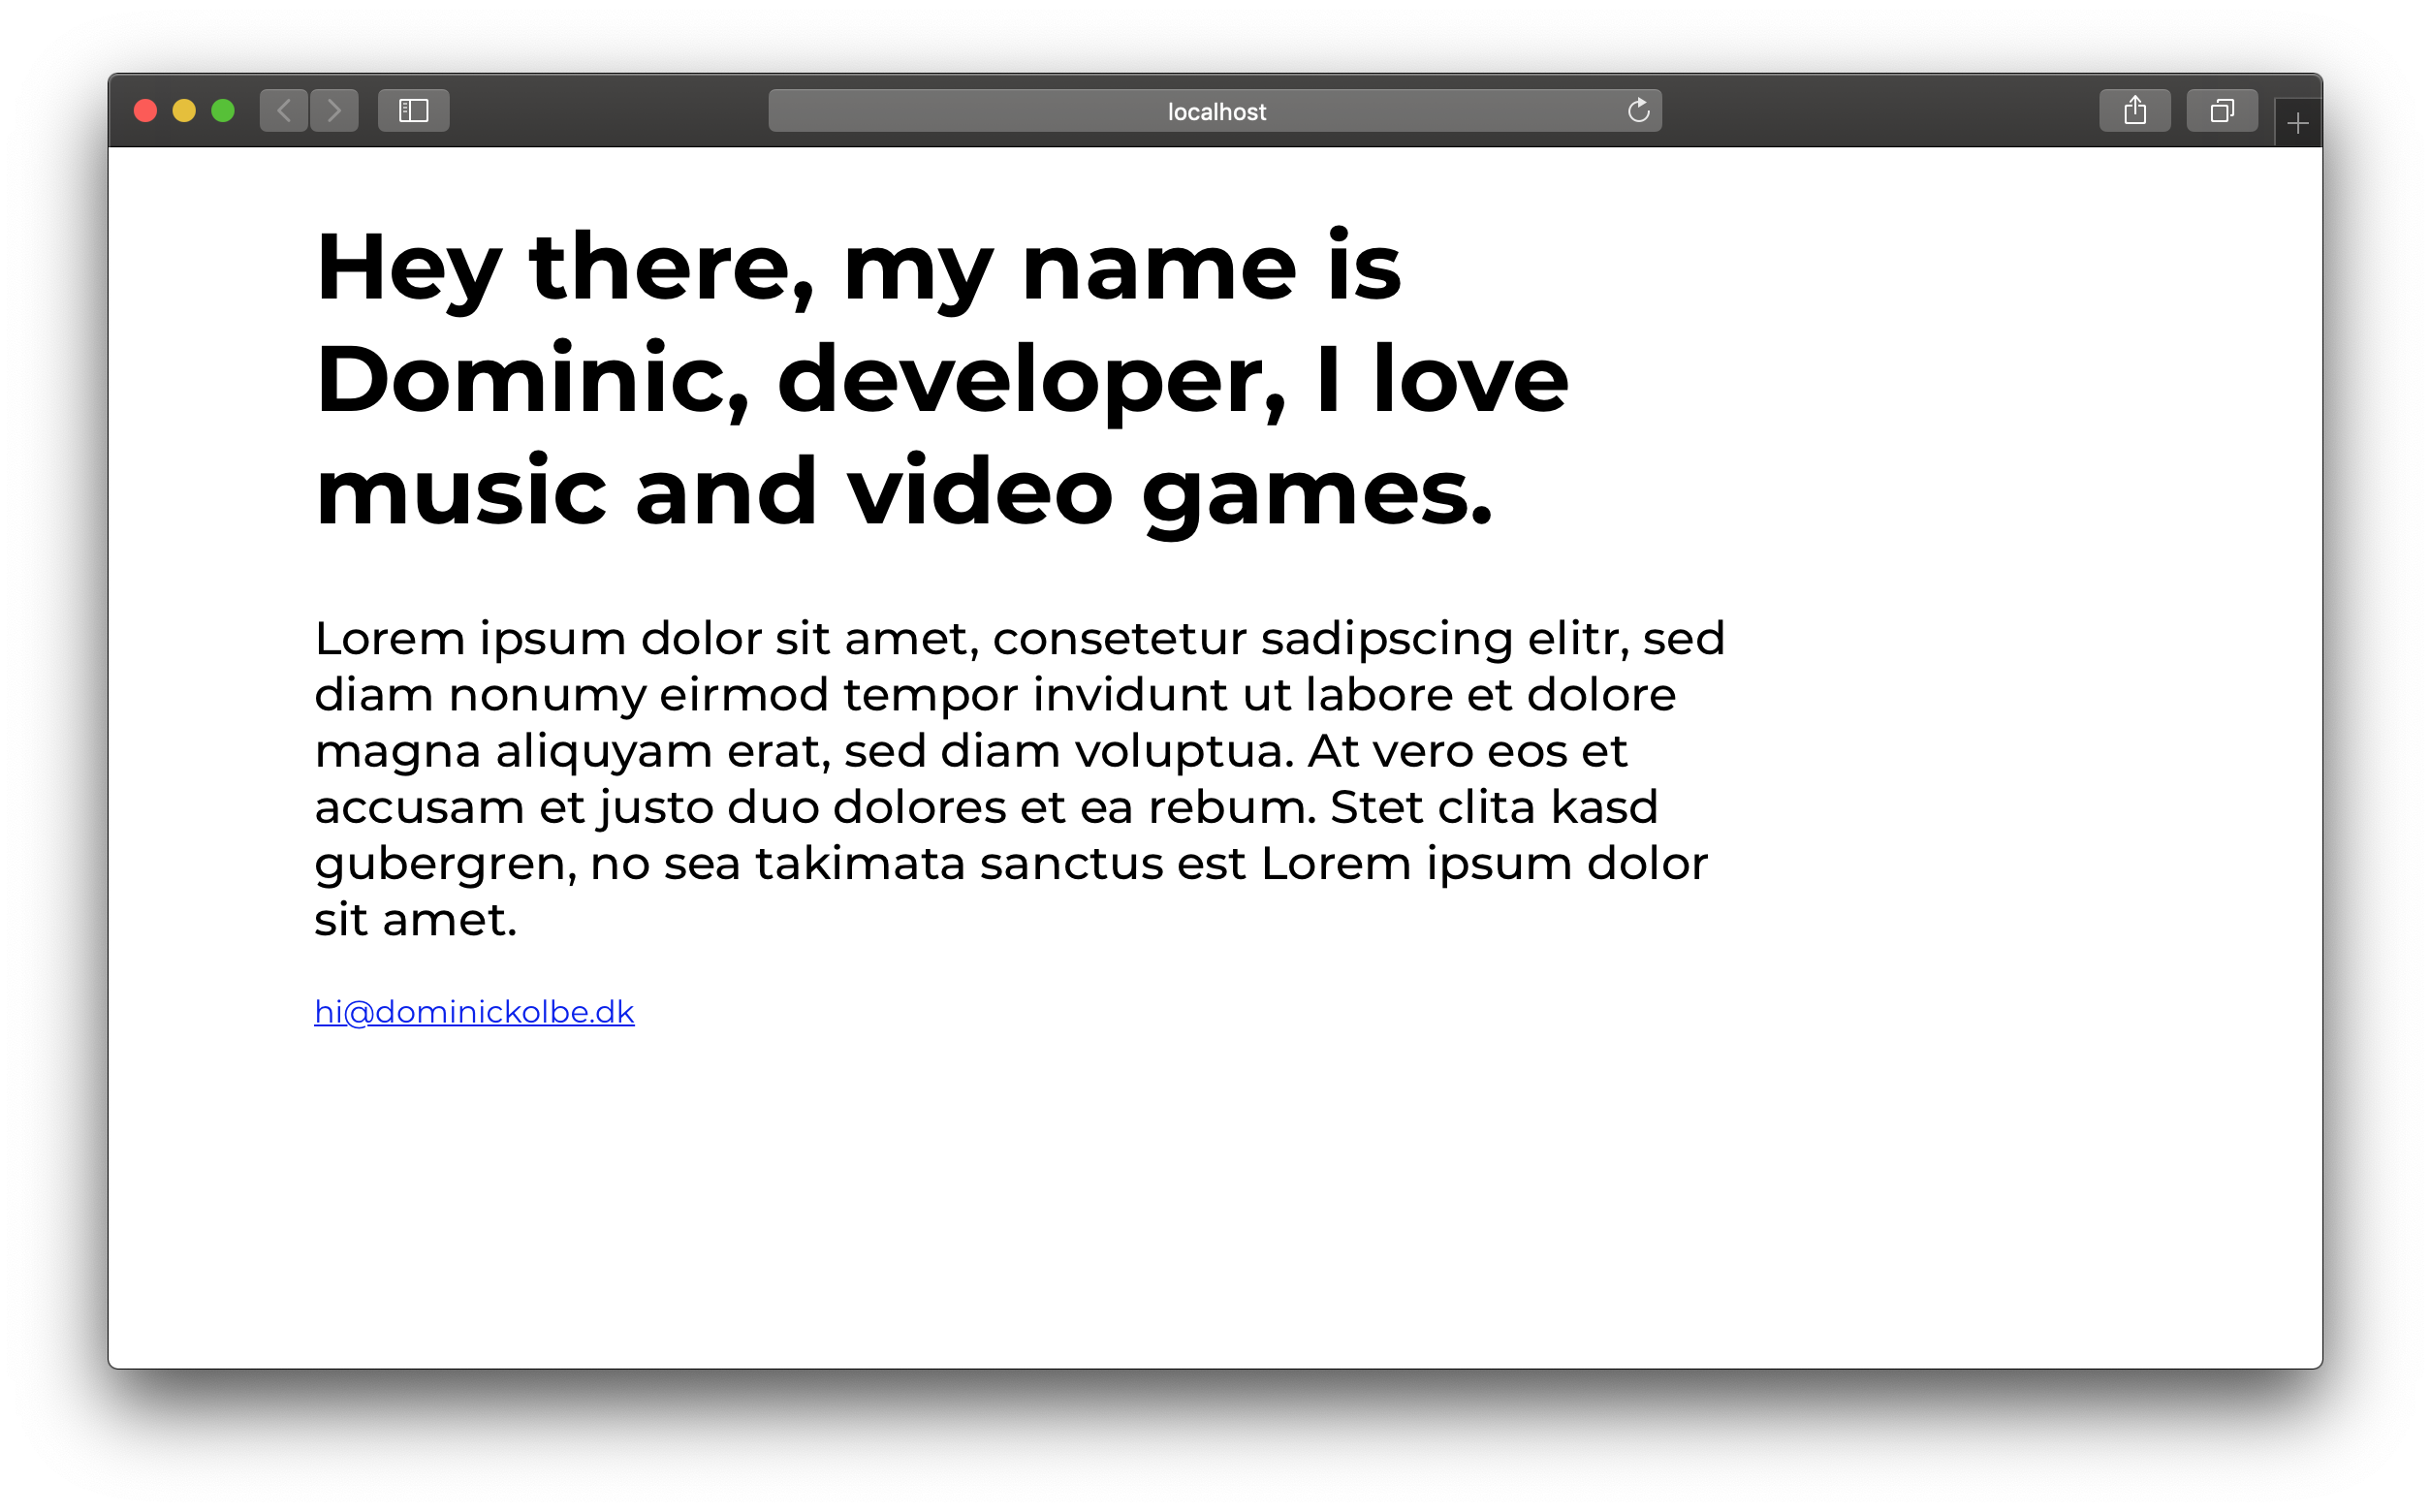 localhost
Hey there, my name is
Dominic, developer, I love
music and video games.
Lorem ipsum dolor sit amet, consetetur sadipscing elitr, sed
diam nonumy eirmod tempor invidunt ut labore et dolore
magna aliquyam erat, sed diam voluptua. At vero eos et
accusam et justo duo dolores et ea rebum. Stet clita kasd
gubergren, no sea takimata sanctus est Lorem ipsum dolor
sit amet.
hi@dominickolbe.dk